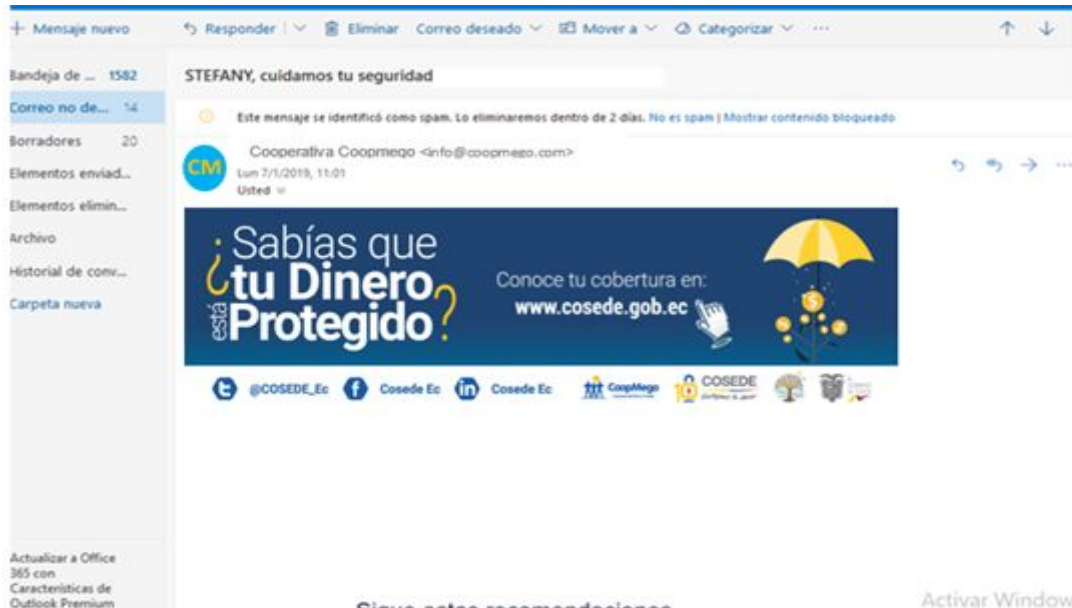 Mensaje nuevo
Responder
Eliminar
Correo deseado
Mover a
Categorizar
Bandeja de ... 1582
Correo no de... 14
Borradores 20
Elementos enviad...
Elementos elimin...
Archivo
Historial de conv...
Carpeta nueva
Actualizar a Office
365 con
Características de
Outlook Premium
STEFANY, cuidamos tu seguridad
Este mensaje se identificó como spam. Lo eliminaremos dentro de 2 días. No es spam | Mostrar contenido bloqueado
CM
Cooperativa Coopmego <info@coopmego.com>
Lun 7/1/2019, 11:01
Usted
¿Sabías que
tu Dinero
está Protegido?
Conoce tu cobertura en:
www.cosede.gob.ec
@COSEDE_Ec
Cosede Ec
Cosede Ec
CoopMego
COSEDE
Sigue estas recomendaciones
Activar Window